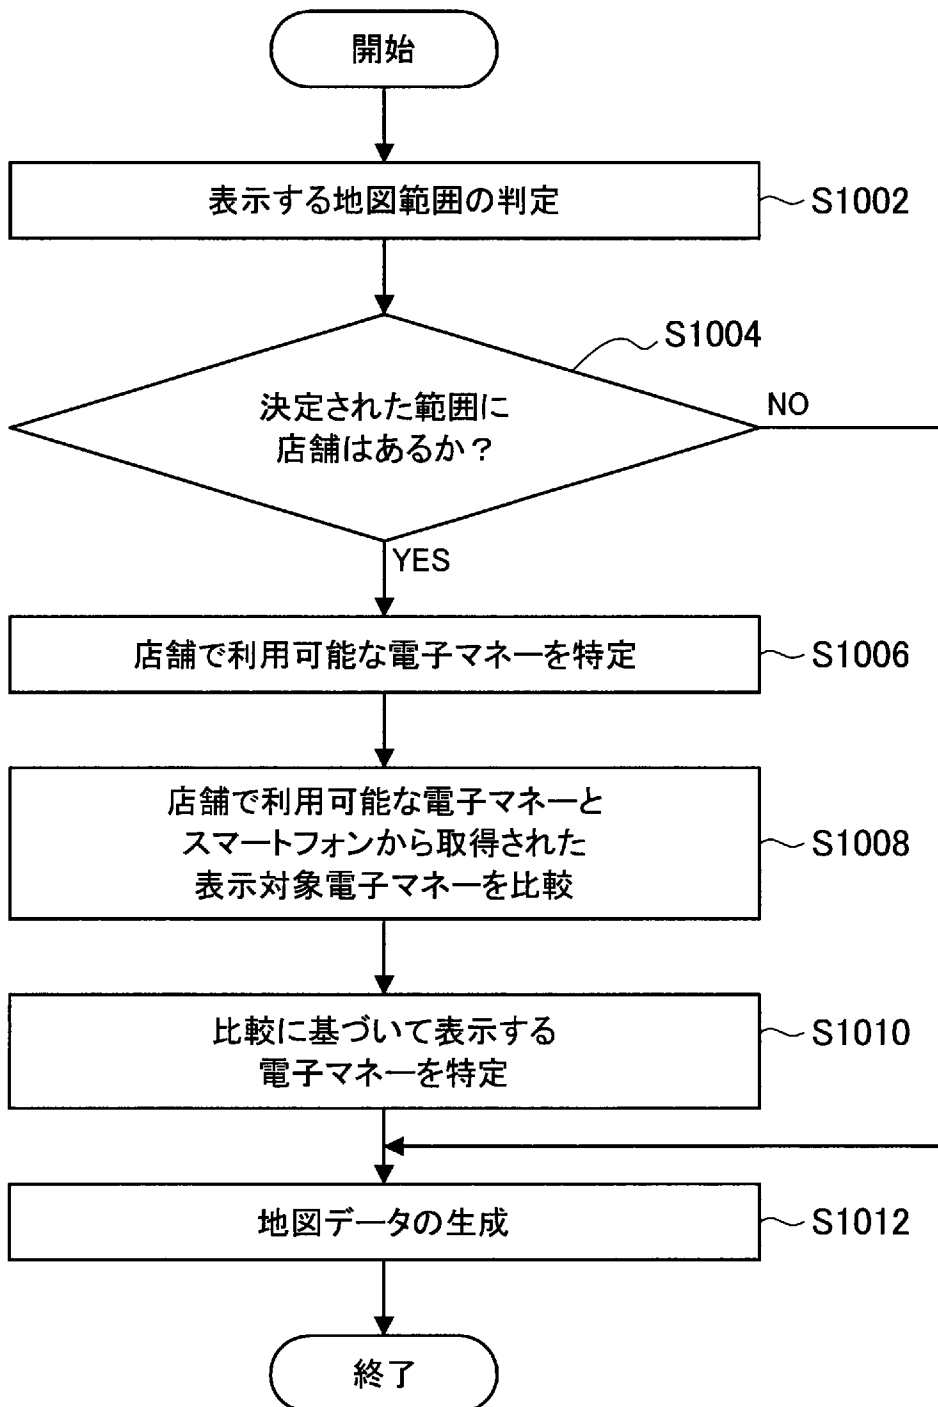 開始
表示する地図範囲の判定
S1002
S1004
決定された範囲に
店舗はあるか?
NO
YES
店舗で利用可能な電子マネーを特定
S1006
店舗で利用可能な電子マネーと
スマートフォンから取得された
表示対象電子マネーを比較
S1008
比較に基づいて表示する
電子マネーを特定
S1010
地図データの生成
S1012
終了